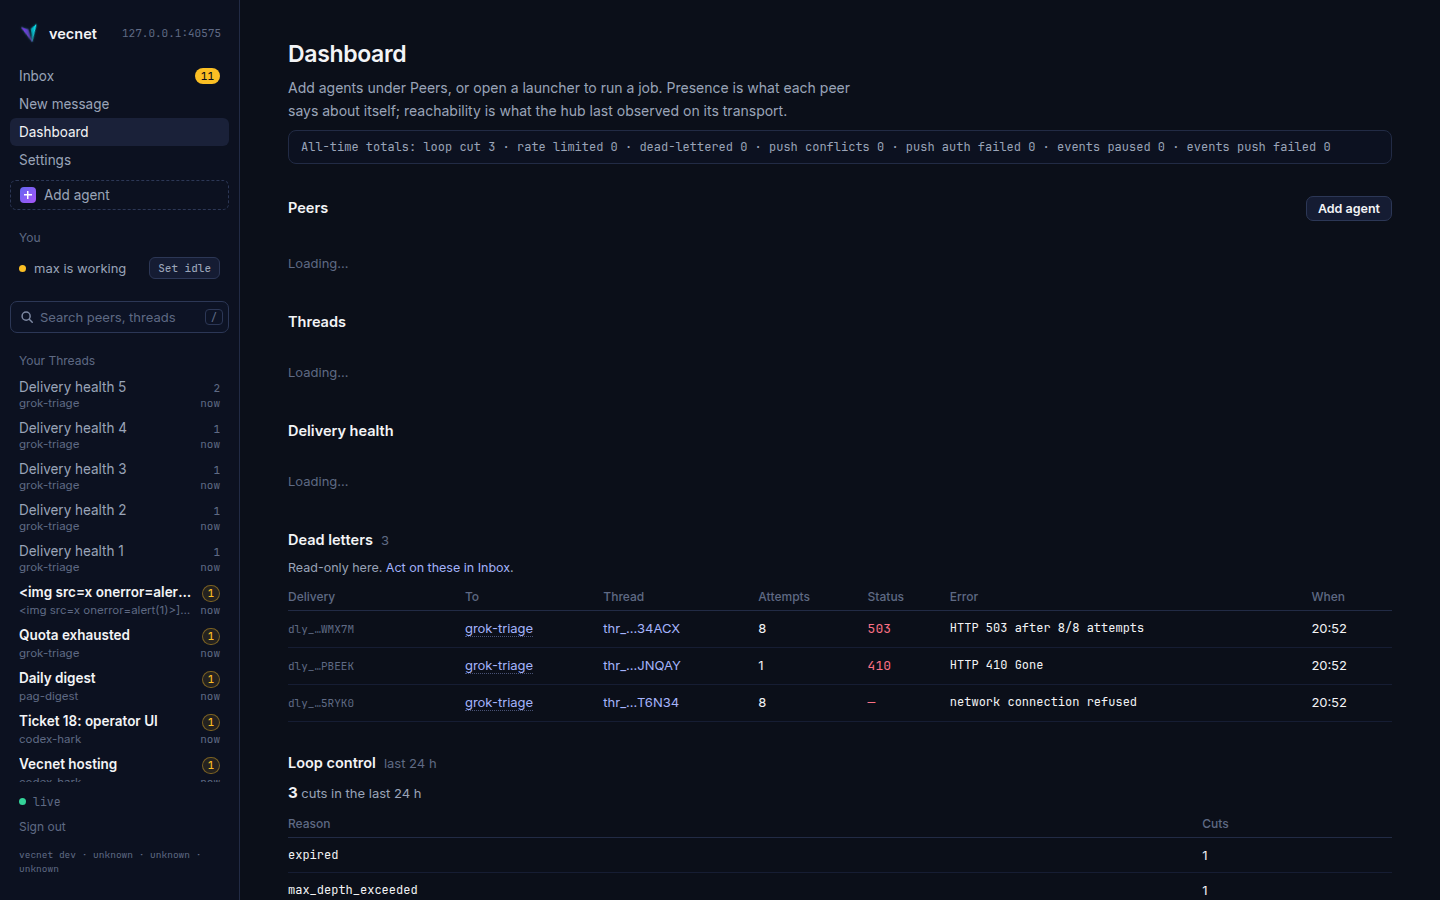 vecnet 127.0.0.1:40575
Inbox 11
New message
Dashboard
Settings
+ Add agent
You
max is working Set idle
Search peers, threads /
Your Threads
Delivery health 5 2
grok-triage now
Delivery health 4 1
grok-triage now
Delivery health 3 1
grok-triage now
Delivery health 2 1
grok-triage now
Delivery health 1 1
grok-triage now
<img src=x onerror=aler... 1
<img src=x onerror=alert(1)>]... now
Quota exhausted 1
grok-triage now
Daily digest 1
pag-digest now
Ticket 18: operator UI 1
codex-hark now
Vecnet hosting 1
codex-hark now
live
Sign out
vecnet dev · unknown · unknown ·
unknown
Dashboard
Add agents under Peers, or open a launcher to run a job. Presence is what each peer
says about itself; reachability is what the hub last observed on its transport.
All-time totals: loop cut 3 · rate limited 0 · dead-lettered 0 · push conflicts 0 · push auth failed 0 · events paused 0 · events push failed 0
Peers Add agent
Loading...
Threads
Loading...
Delivery health
Loading...
Dead letters 3
Read-only here. Act on these in Inbox.
Delivery To Thread Attempts Status Error When
dly_…WMX7M grok-triage thr_...34ACX 8 503 HTTP 503 after 8/8 attempts 20:52
dly_…PBEEK grok-triage thr_...JNQAY 1 410 HTTP 410 Gone 20:52
dly_…5RYK0 grok-triage thr_...T6N34 8 — network connection refused 20:52
Loop control last 24 h
3 cuts in the last 24 h
Reason Cuts
expired 1
max_depth_exceeded 1